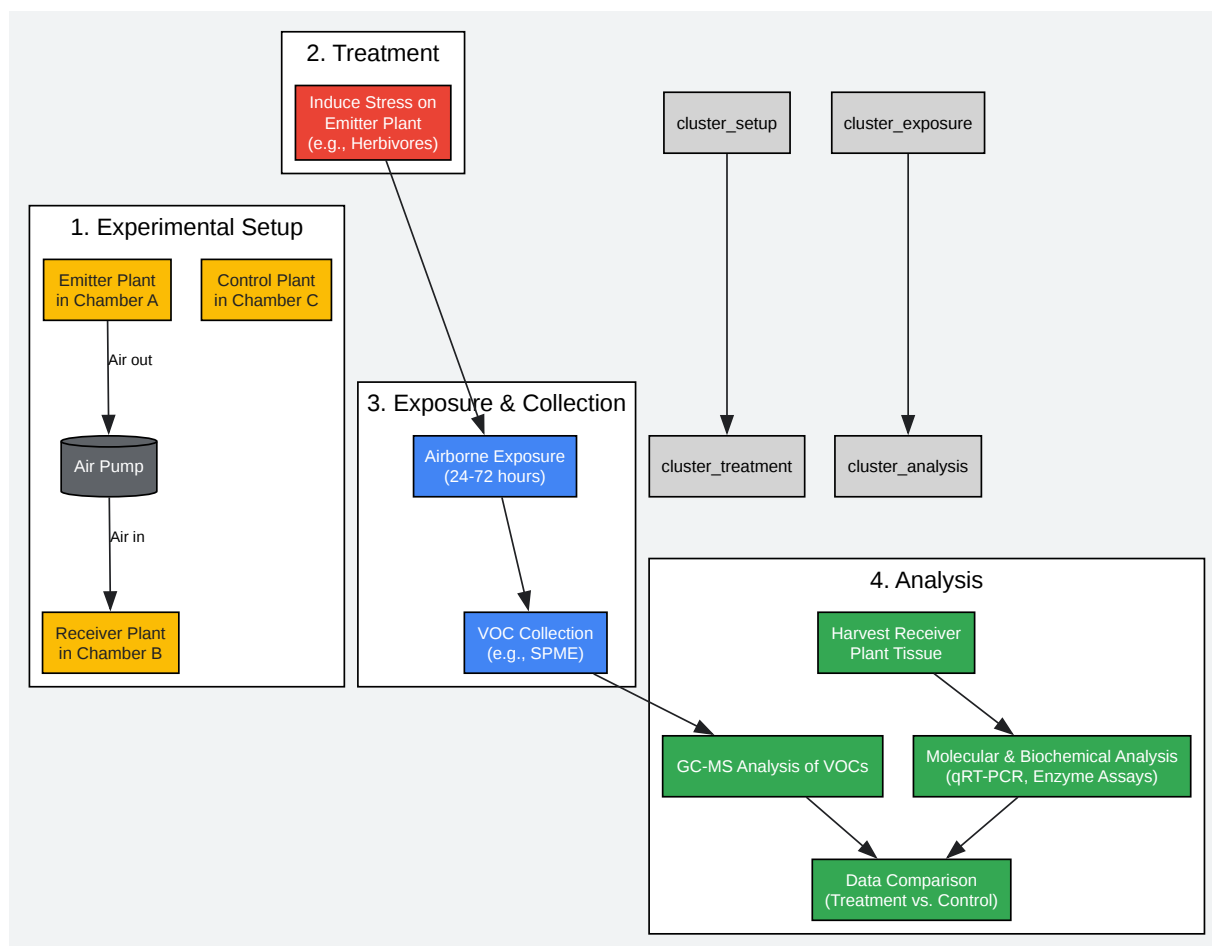 2. Treatment
Induce Stress on
Emitter Plant
(e.g., Herbivores)
cluster_setup
cluster_exposure
1. Experimental Setup
Emitter Plant
in Chamber A
Control Plant
in Chamber C
Air out
Air Pump
Air in
Receiver Plant
in Chamber B
3. Exposure & Collection
Airborne Exposure
(24-72 hours)
VOC Collection
(e.g., SPME)
cluster_treatment
cluster_analysis
4. Analysis
Harvest Receiver
Plant Tissue
GC-MS Analysis of VOCs
Molecular & Biochemical Analysis
(qRT-PCR, Enzyme Assays)
Data Comparison
(Treatment vs. Control)